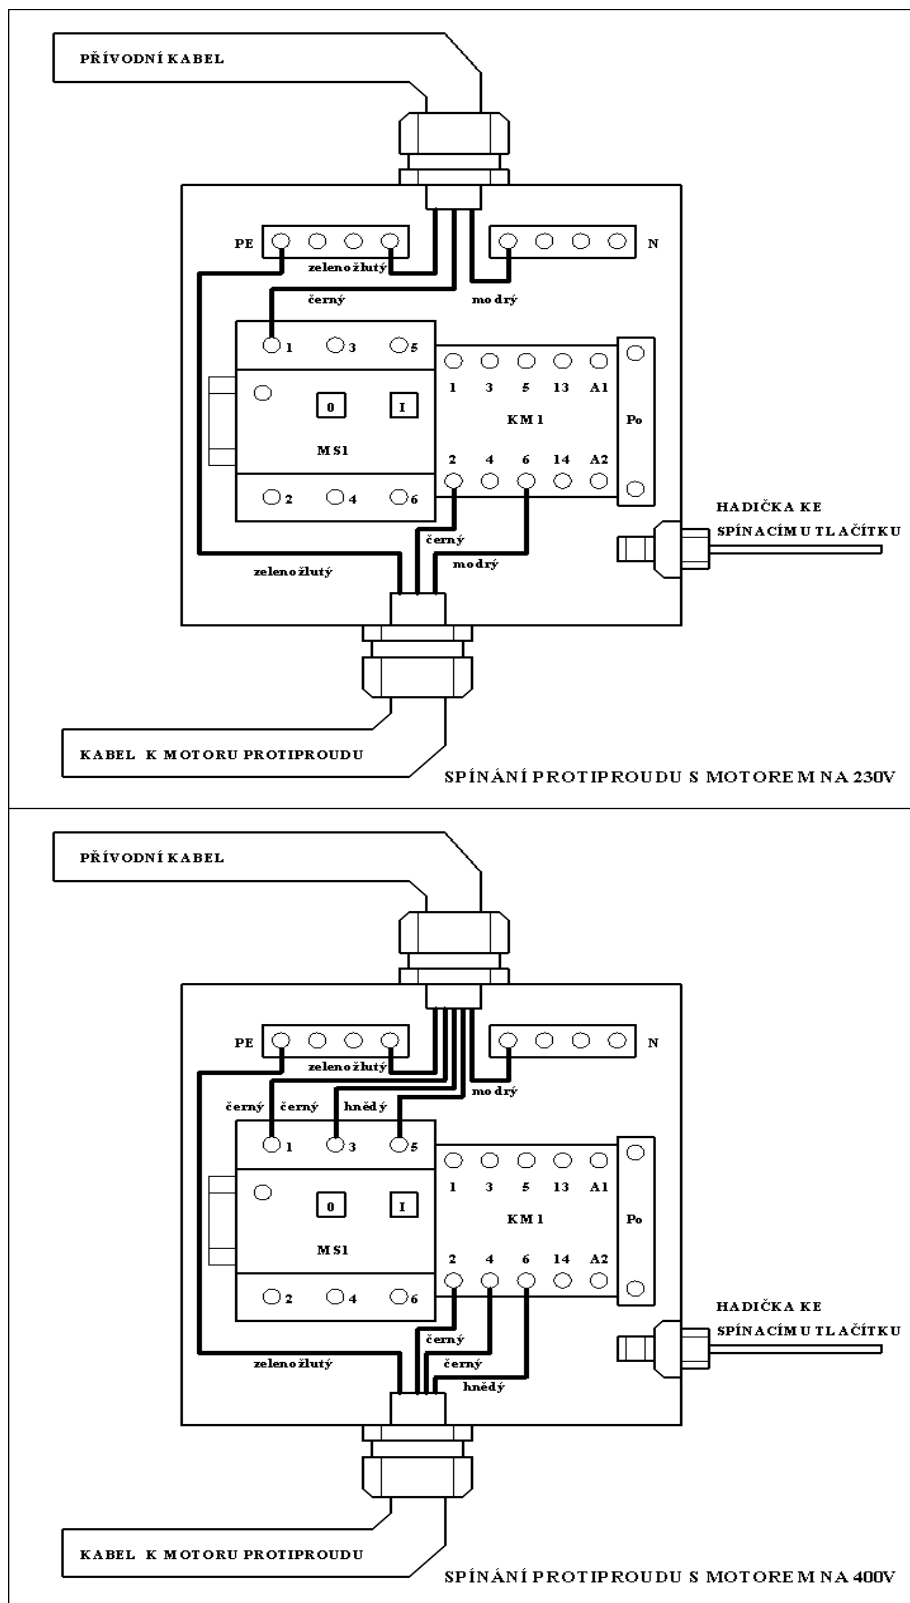 PŘÍVODNÍ KABEL
PE
N
zelenožlutý
černý
modrý
1 3 5
1 3 5 13 A1
0 I
KM1
Po
MS1
2 4 6 14 A2
2 4 6
HADIČKA KE
SPÍNACÍMU TLAČÍTKU
černý
modrý
zelenožlutý
KABEL K MOTORU PROTIPROUDU
SPÍNÁNÍ PROTIPROUDU S MOTOREM NA 230V
PŘÍVODNÍ KABEL
PE
N
zelenožlutý
modrý
černý černý hnědý
1 3 5
1 3 5 13 A1
0 I
KM1
Po
MS1
2 4 6 14 A2
2 4 6
HADIČKA KE
SPÍNACÍMU TLAČÍTKU
černý
černý
zelenožlutý
hnědý
KABEL K MOTORU PROTIPROUDU
SPÍNÁNÍ PROTIPROUDU S MOTOREM NA 400V